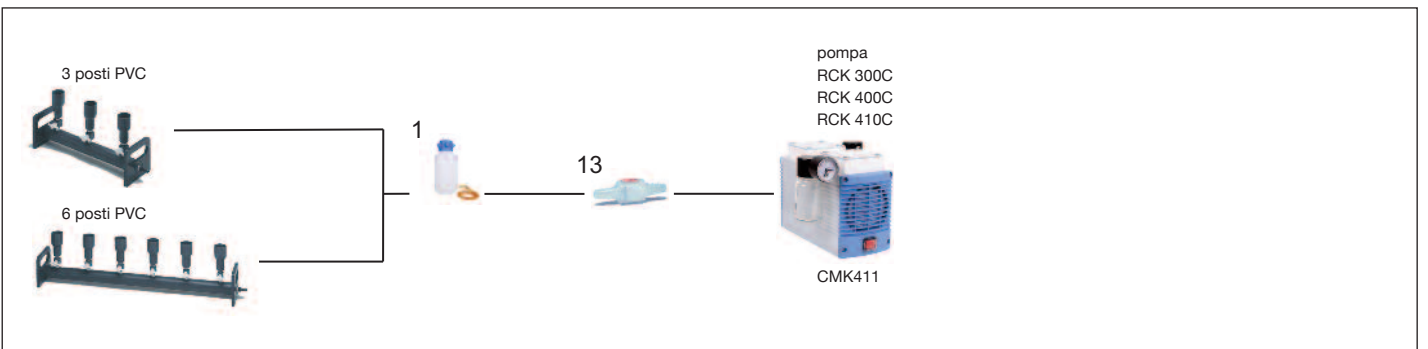 3 posti PVC
6 posti PVC
1
13
pompa
RCK 300C
RCK 400C
RCK 410C
CMK411